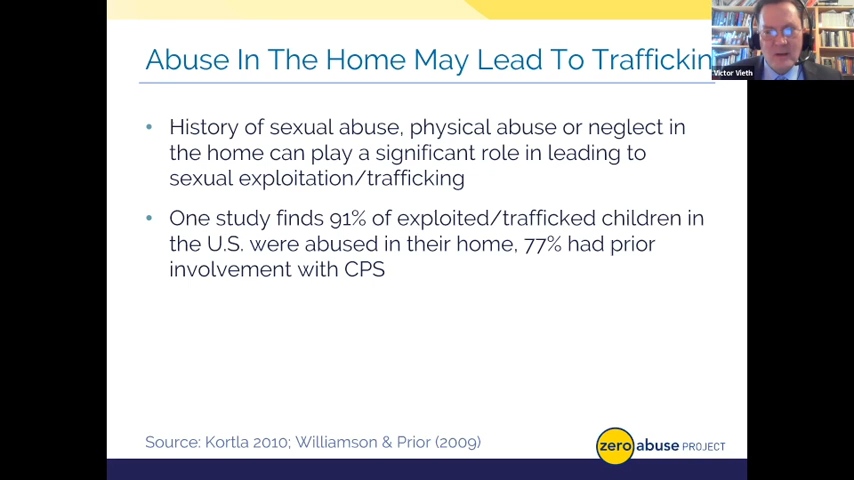 Abuse In The Home May Lead To Traffickin
Victor Vieth
• History of sexual abuse, physical abuse or neglect in
the home can play a significant role in leading to
sexual exploitation/trafficking
• One study finds 91% of exploited/trafficked children in
the U.S. were abused in their home, 77% had prior
involvement with CPS
Source: Kortla 2010; Williamson & Prior (2009)
zero abuse PROJECT